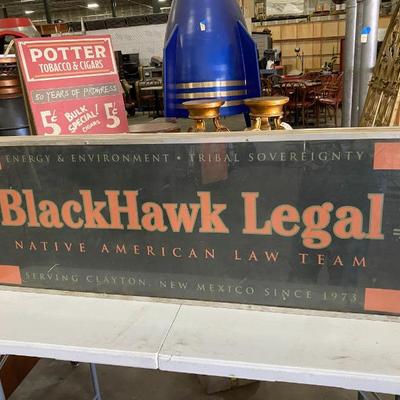 POTTER
TOBACCO & CIGARS
50 YEARS OF PROGRESS
5¢
BULK
SPECIAL!
CIGARS
5¢
ENERGY & ENVIRONMENT • TRIBAL SOVEREIGNTY
BlackHawk Legal
NATIVE AMERICAN LAW TEAM
SERVING CLAYTON, NEW MEXICO SINCE 1973